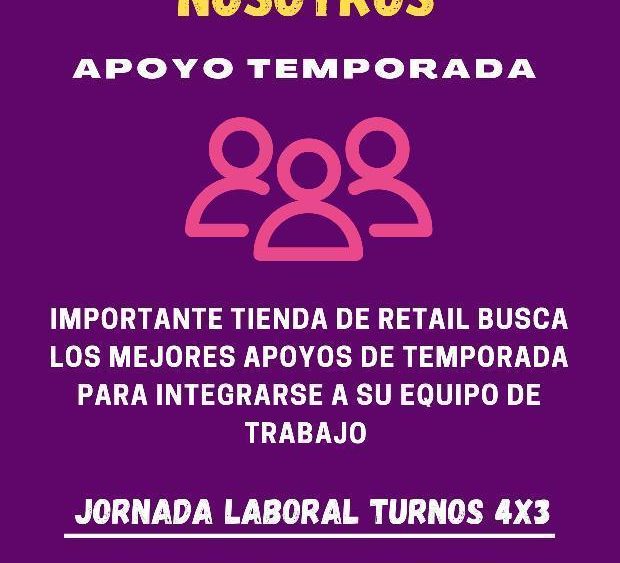 NOSOTROS
APOYO TEMPORADA
IMPORTANTE TIENDA DE RETAIL BUSCA
LOS MEJORES APOYOS DE TEMPORADA
PARA INTEGRARSE A SU EQUIPO DE
TRABAJO
JORNADA LABORAL TURNOS 4X3